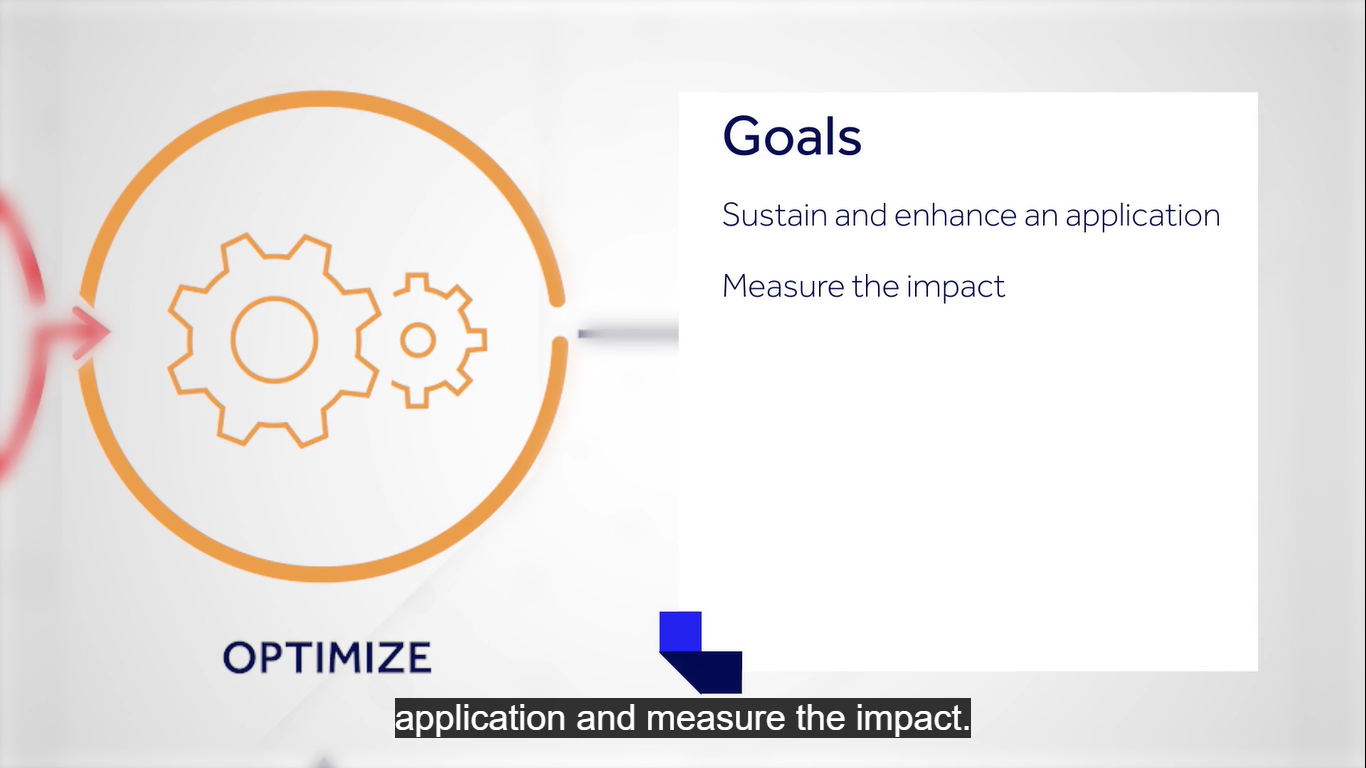 Goals
Sustain and enhance an application
Measure the impact
OPTIMIZE
application and measure the impact.